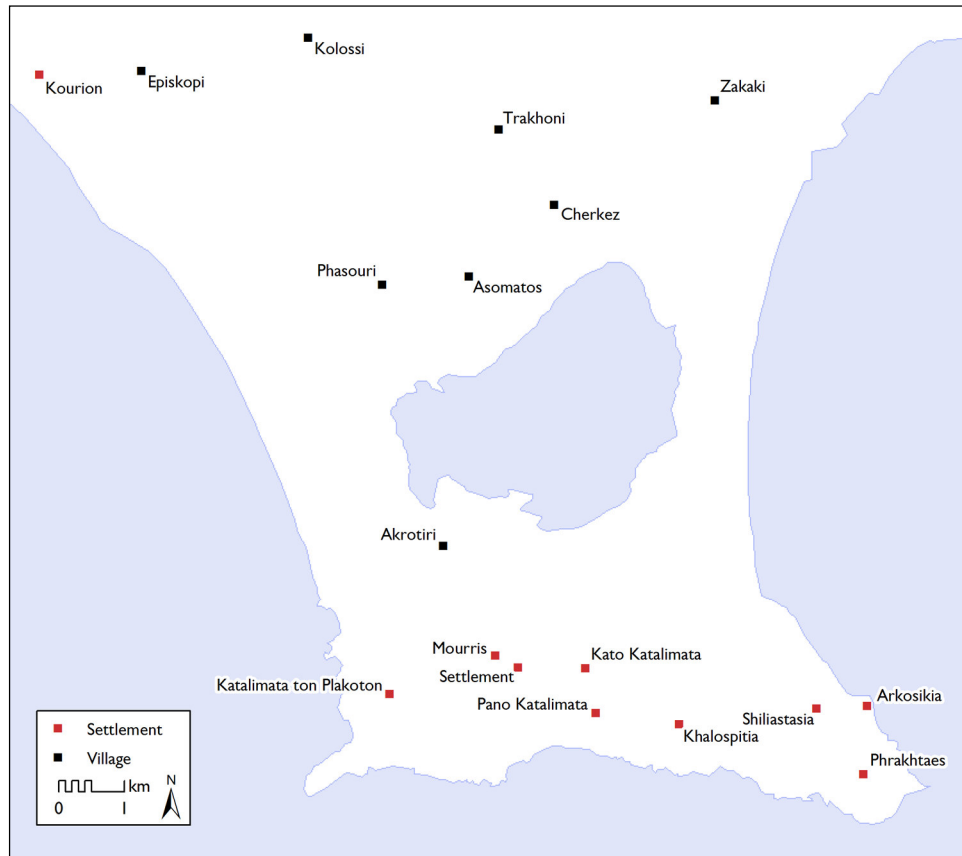 Kolossi
Kourion
Episkopi
Zakaki
Trakhoni
Cherkez
Phasouri
Asomatos
Akrotiri
Mourris
Settlement
Kato Katalimata
Katalimata ton Plakoton
Pano Katalimata
Khalospitia
Shiliastasia
Arkosikia
Phrakhtaes
Settlement
Village
km
N
0
1